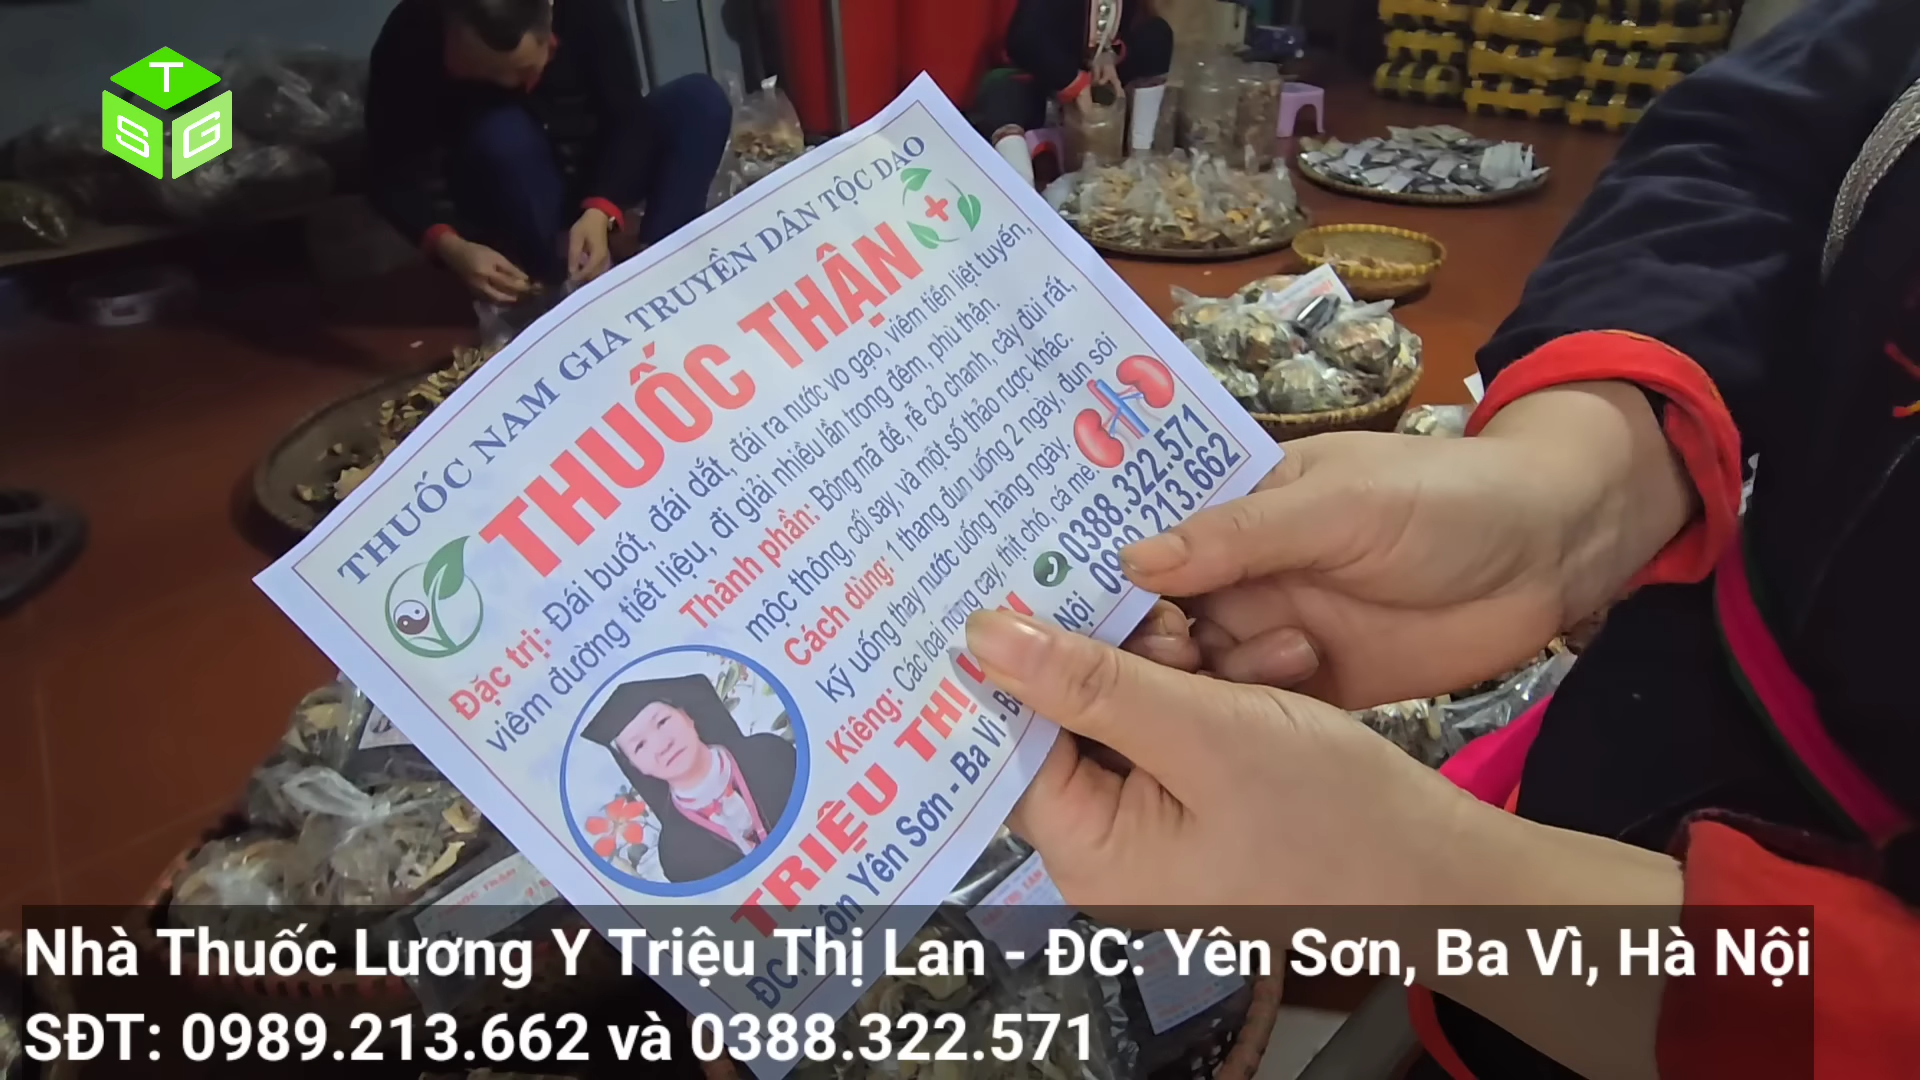 T
S G
THUỐC NAM GIA TRUYỀN DÂN TỘC DAO
THUỐC THẬN
Đặc trị: Đái buốt, đái dắt, đái ra nước vo gạo, viêm tiền liệt tuyến,
viêm đường tiết liệu, đi giải nhiều lần trong đêm, phù thận.
Thành phần: Bông mã đề, rễ cỏ chanh, cây đùi rất,
mộc thông, cối say, và một số thảo rược khác.
Cách dùng: 1 thang đun uống 2 ngày, đun sôi
kỹ uống thay nước uống hàng ngày.
Kiêng: Các loại nóng cay, thịt chó, cá mè.
TRIỆU THỊ
0388.322.571
213.662
ĐC: Thôn Yên Sơn - Ba Vì - Nội
Nhà Thuốc Lương Y Triệu Thị Lan - ĐC: Yên Sơn, Ba Vì, Hà Nội
SĐT: 0989.213.662 và 0388.322.571